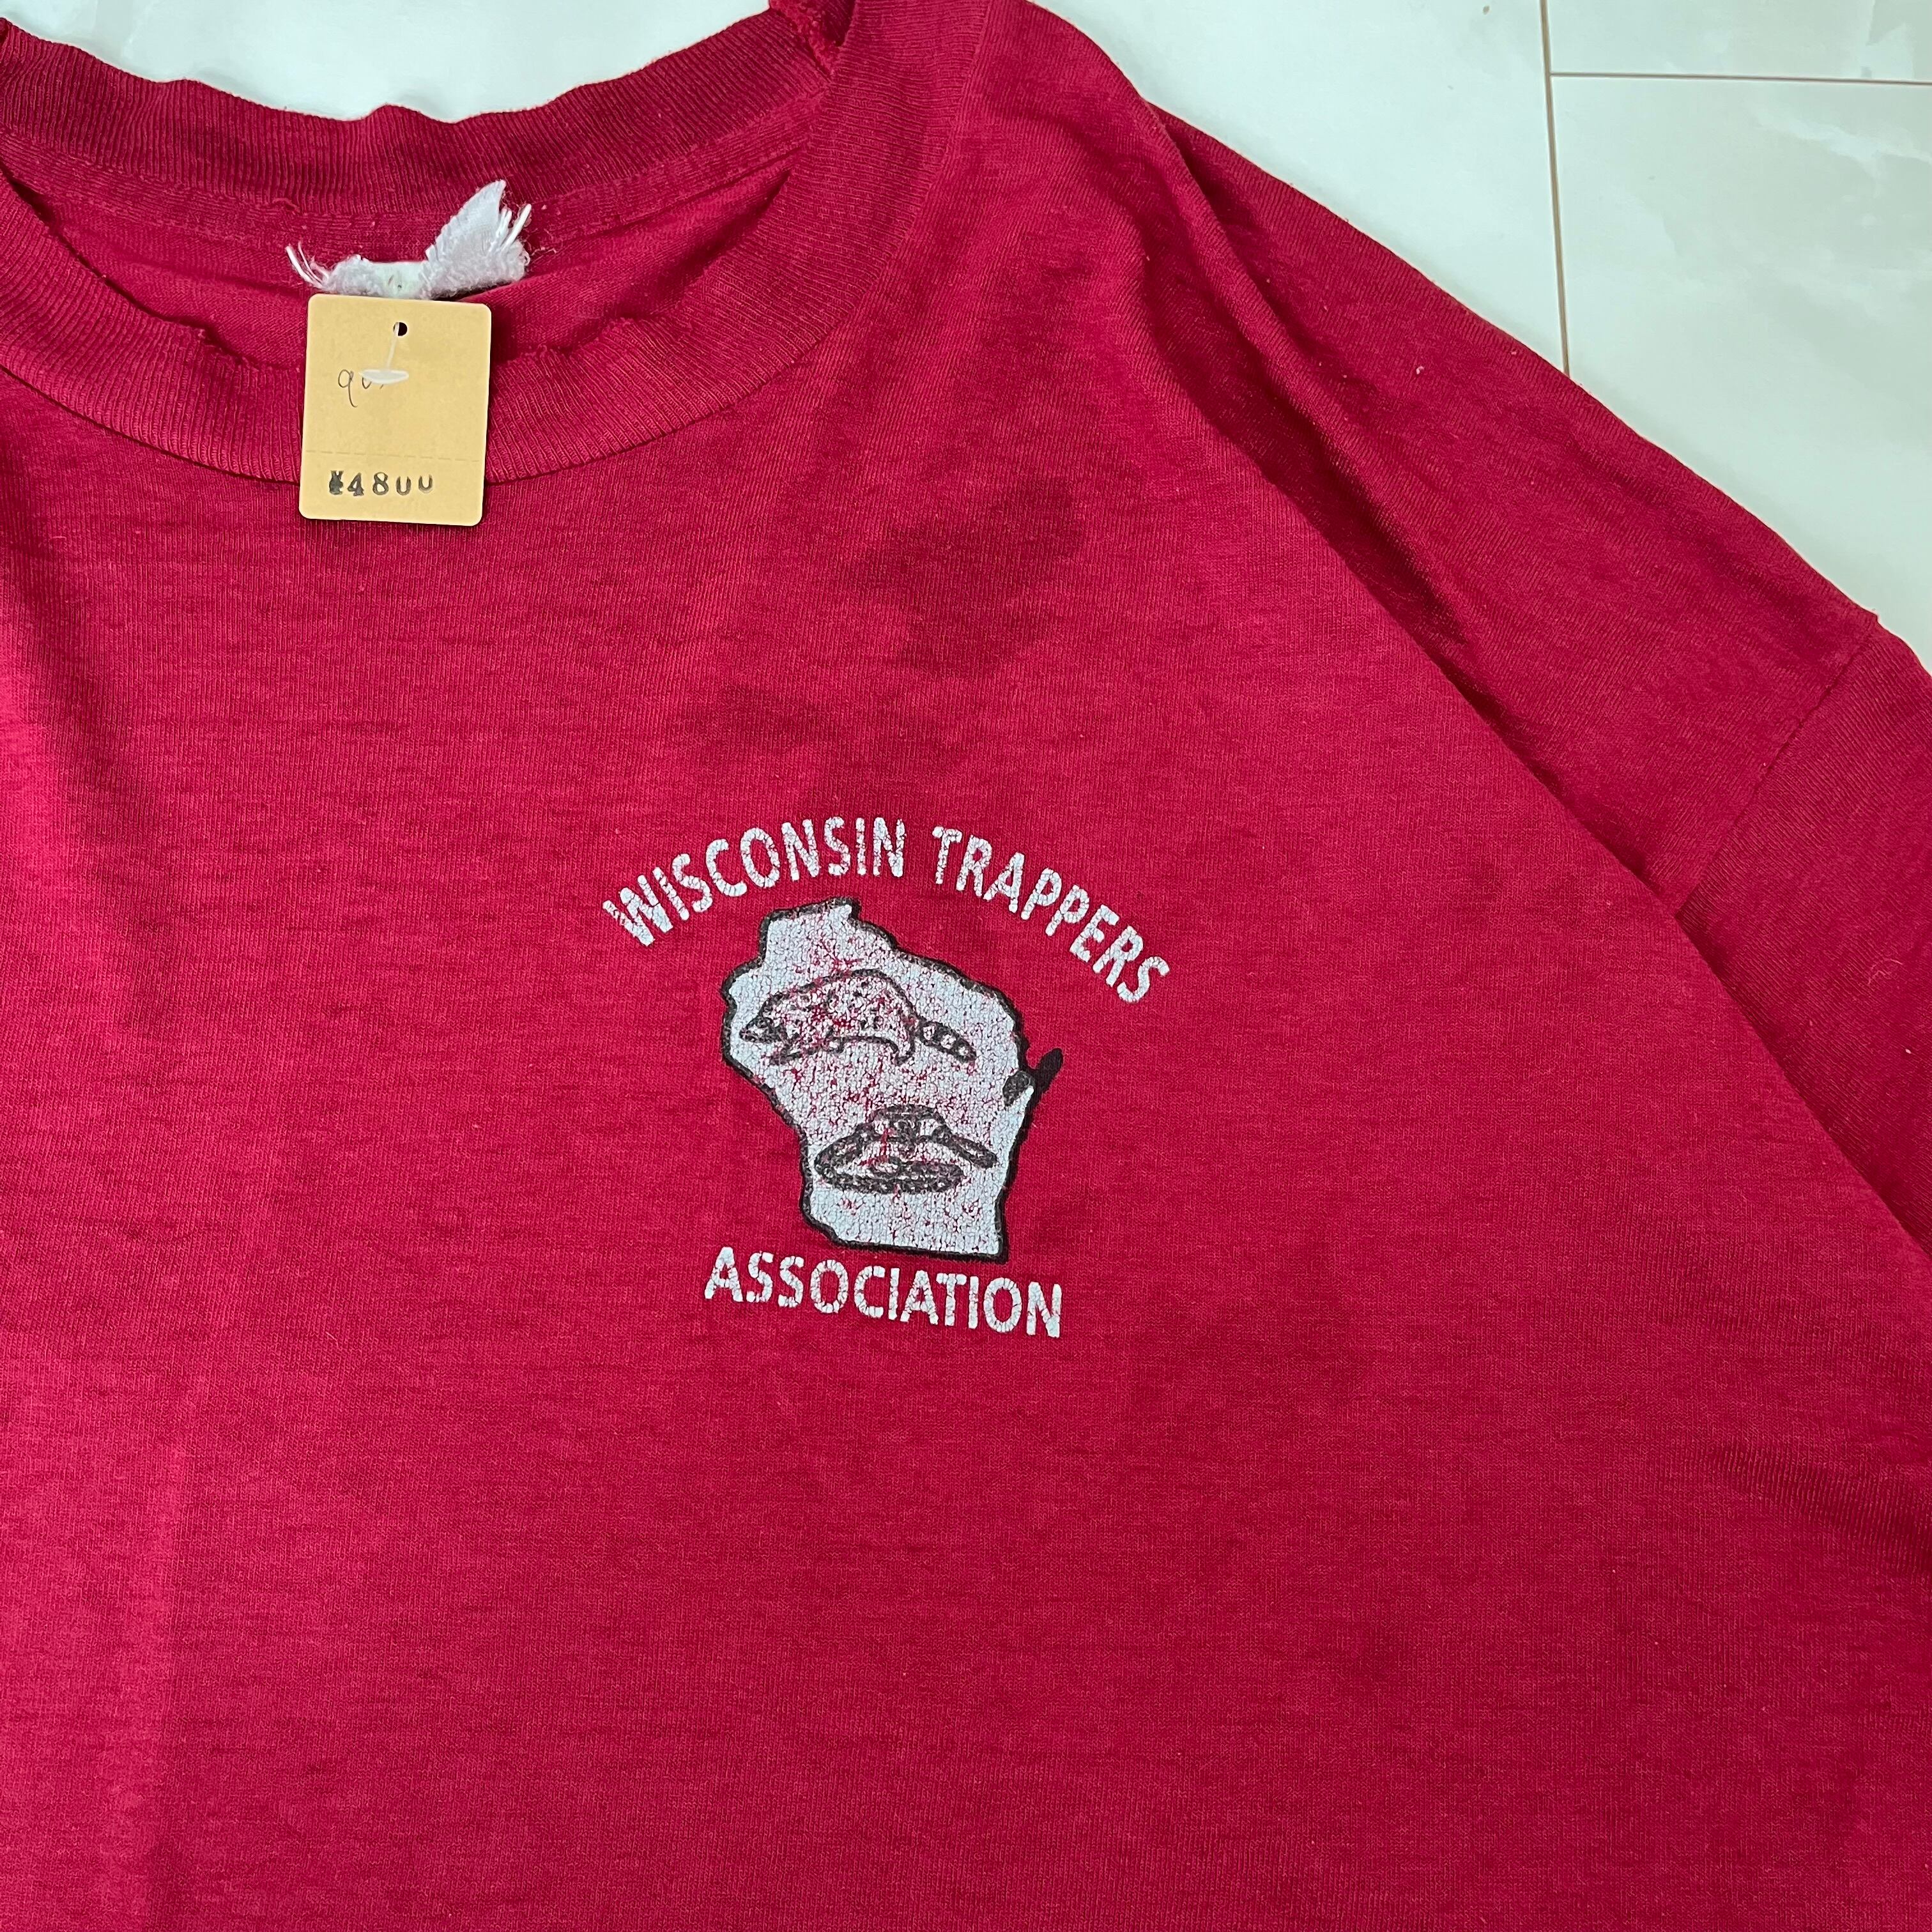 ¥4800
WISCONSIN TRAPPERS
ASSOCIATION